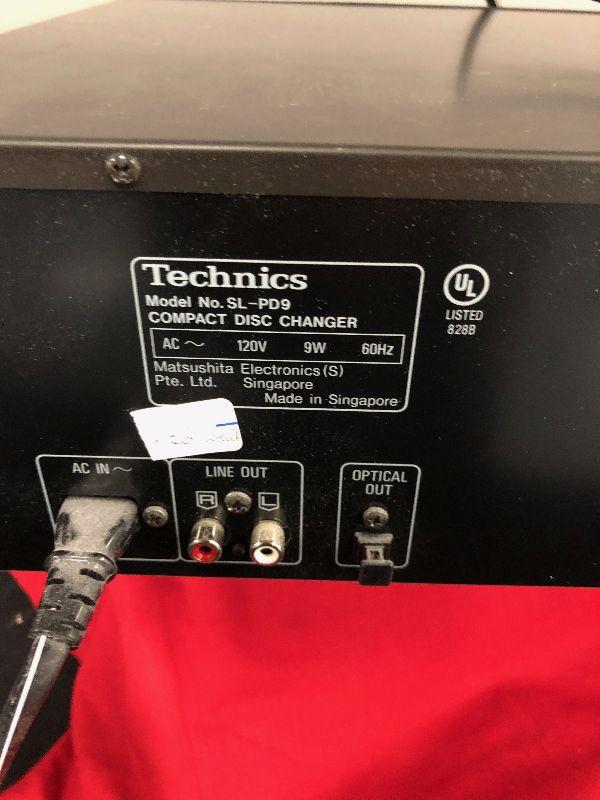 Technics
Model No. SL-PD9
COMPACT DISC CHANGER
AC ~ 120V 9W 60Hz
Matsushita Electronics (S)
Pte. Ltd. Singapore
Made in Singapore
UL
LISTED
828B
AC IN ~
LINE OUT
R L
OPTICAL
OUT